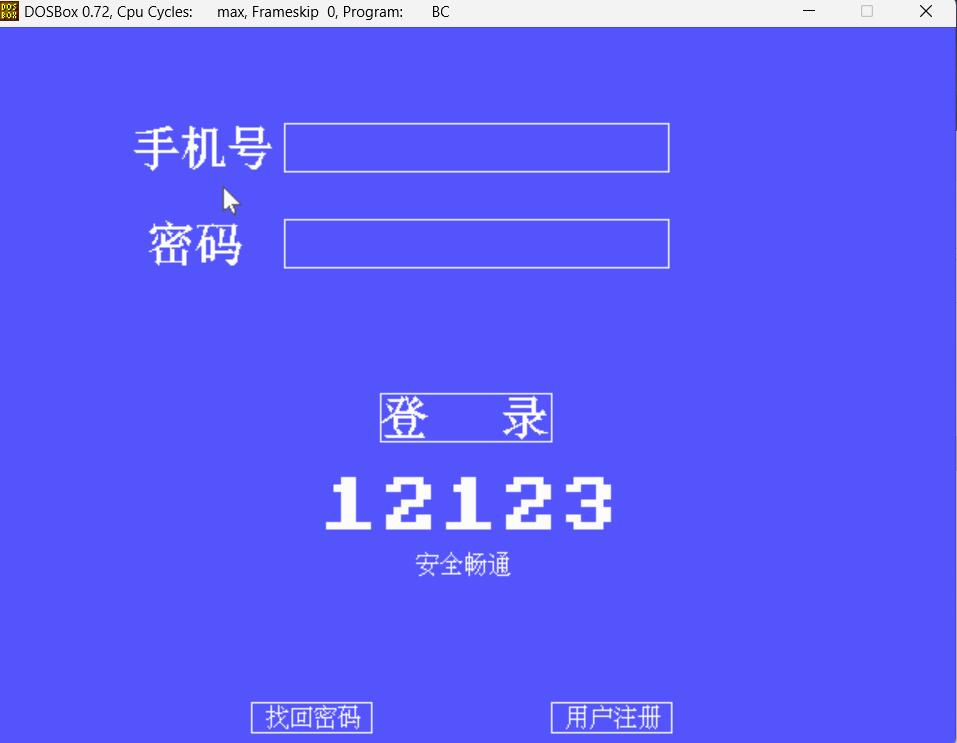 DOSBox 0.72, Cpu Cycles: max, Frameskip 0, Program: BC
手机号
密码
登 录
12123
安全畅通
找回密码 用户注册